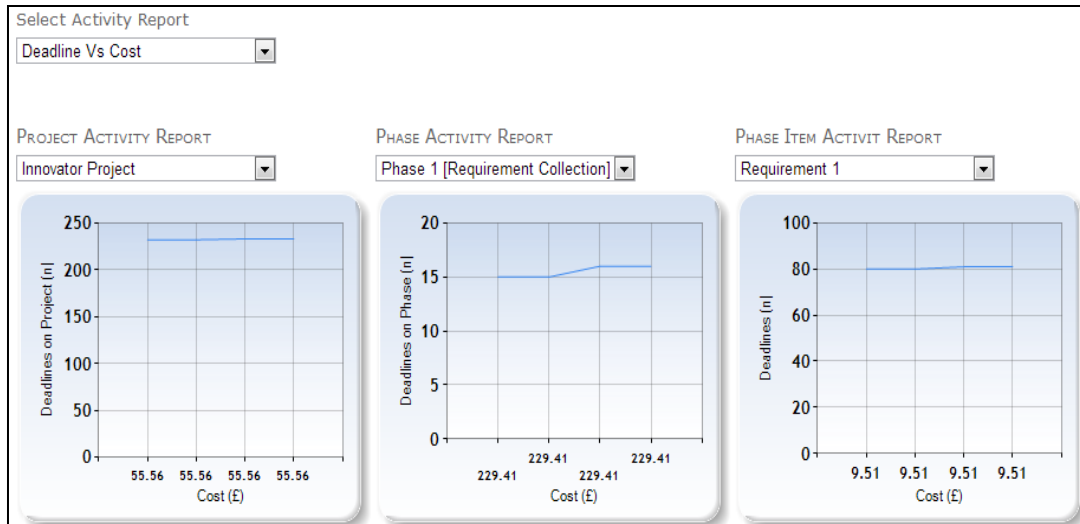 Select Activity Report
Deadline Vs Cost
PROJECT ACTIVITY REPORT
Innovator Project
250
200
150
100
50
0
Deadlines on Project (n|
55.56 55.56 55.56 55.56
Cost (£)
PHASE ACTIVITY REPORT
Phase 1 [Requirement Collection]
20
15
10
5
0
Deadlines on Phase (n|
229.41 229.41
229.41 229.41
Cost (£)
PHASE ITEM ACTIVIT REPORT
Requirement 1
100
80
60
40
20
0
Deadlines (n|
9.51 9.51 9.51 9.51
Cost (£)